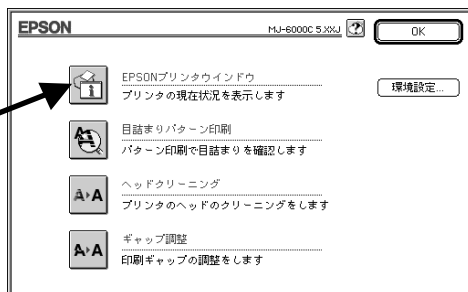 EPSON
MJ-6000C 5.XXJ ? OK
EPSONプリンタウインドウ
プリンタの現在状況を表示します
環境設定...
目詰まりパターン印刷
パターン印刷で目詰まりを確認します
ヘッドクリーニング
プリンタのヘッドのクリーニングをします
ギャップ調整
印刷ギャップの調整をします